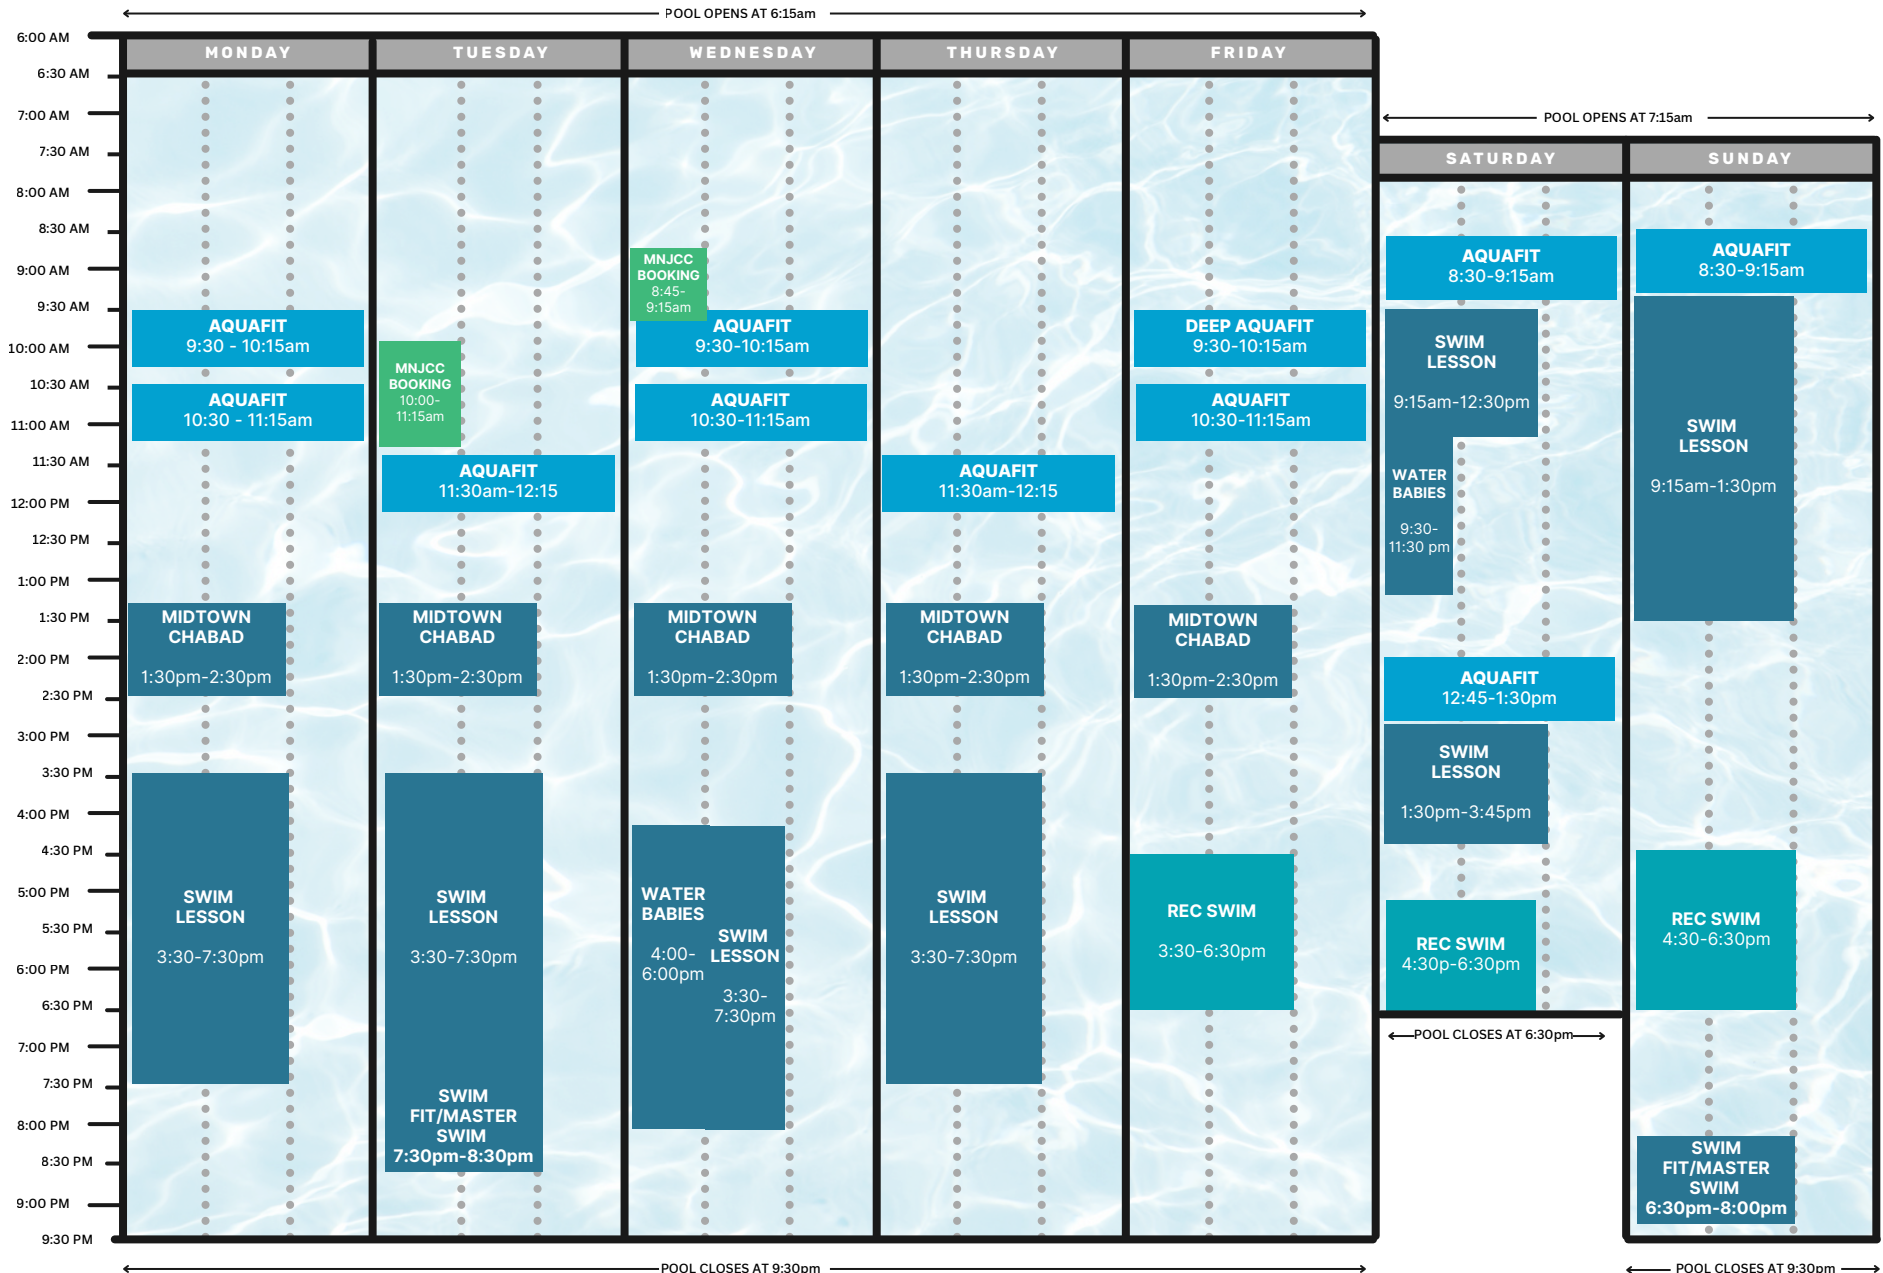 POOL OPENS AT 6:15am
6:00 AM
6:30 AM
7:00 AM
7:30 AM
8:00 AM
8:30 AM
9:00 AM
9:30 AM
10:00 AM
10:30 AM
11:00 AM
11:30 AM
12:00 PM
12:30 PM
1:00 PM
1:30 PM
2:00 PM
2:30 PM
3:00 PM
3:30 PM
4:00 PM
4:30 PM
5:00 PM
5:30 PM
6:00 PM
6:30 PM
7:00 PM
7:30 PM
8:00 PM
8:30 PM
9:00 PM
9:30 PM
MONDAY
AQUAFIT
9:30 - 10:15am
AQUAFIT
10:30 - 11:15am
MIDTOWN
CHABAD
1:30pm-2:30pm
SWIM
LESSON
3:30-7:30pm
TUESDAY
MNJCC
BOOKING
10:00-
11:15am
AQUAFIT
11:30am-12:15
MIDTOWN
CHABAD
1:30pm-2:30pm
SWIM
LESSON
3:30-7:30pm
SWIM
FIT/MASTER
SWIM
7:30pm-8:30pm
WEDNESDAY
MNJCC
BOOKING
8:45-
9:15am
AQUAFIT
9:30-10:15am
AQUAFIT
10:30-11:15am
MIDTOWN
CHABAD
1:30pm-2:30pm
WATER
BABIES
4:00-
6:00pm
SWIM
LESSON
3:30-
7:30pm
THURSDAY
AQUAFIT
11:30am-12:15
MIDTOWN
CHABAD
1:30pm-2:30pm
SWIM
LESSON
3:30-7:30pm
FRIDAY
DEEP AQUAFIT
9:30-10:15am
AQUAFIT
10:30-11:15am
MIDTOWN
CHABAD
1:30pm-2:30pm
REC SWIM
3:30-6:30pm
POOL OPENS AT 7:15am
SATURDAY
AQUAFIT
8:30-9:15am
SWIM
LESSON
9:15am-12:30pm
WATER
BABIES
9:30-
11:30 pm
AQUAFIT
12:45-1:30pm
SWIM
LESSON
1:30pm-3:45pm
REC SWIM
4:30p-6:30pm
POOL CLOSES AT 6:30pm
SUNDAY
AQUAFIT
8:30-9:15am
SWIM
LESSON
9:15am-1:30pm
REC SWIM
4:30-6:30pm
SWIM
FIT/MASTER
SWIM
6:30pm-8:00pm
POOL CLOSES AT 9:30pm
POOL CLOSES AT 9:30pm